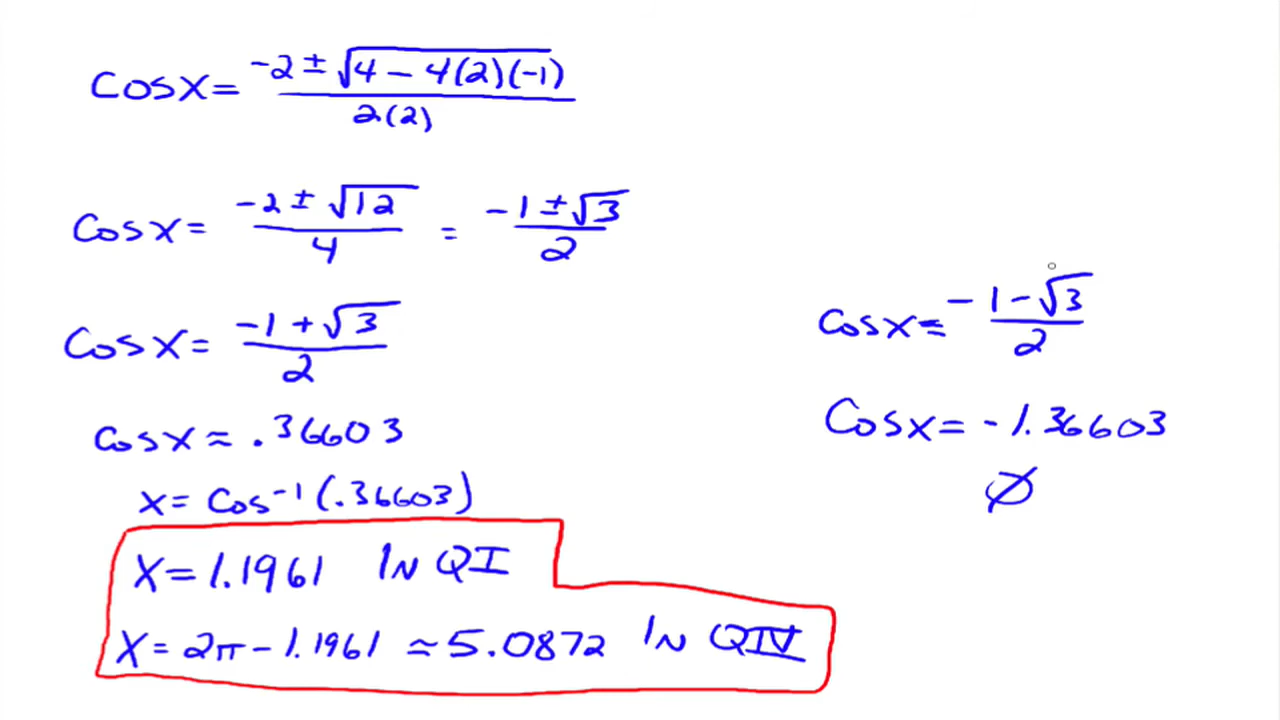 cosx = (-2 ± √(4 - 4(2)(-1))) / 2(2)
cosx = (-2 ± √12) / 4 = (-1 ± √3) / 2
cosx = (-1 + √3) / 2
cosx ≈ .36603
x = cos⁻¹(.36603)
x = 1.1961 IN QI
x = 2π - 1.1961 ≈ 5.0872 IN QIV
cosx = (-1 - √3) / 2
cosx = -1.36603
∅